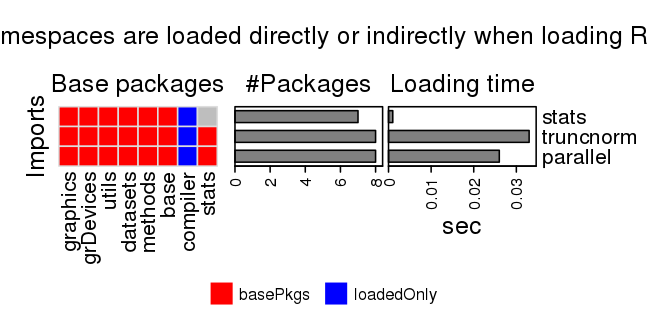 mespaces are loaded directly or indirectly when loading R
Base packages #Packages Loading time
Imports
stats
truncnorm
parallel
0 2 4 6 8 0 0.01 0.02 0.03
sec
graphics
grDevices
utils
datasets
methods
base
compiler
stats
basePkgs loadedOnly